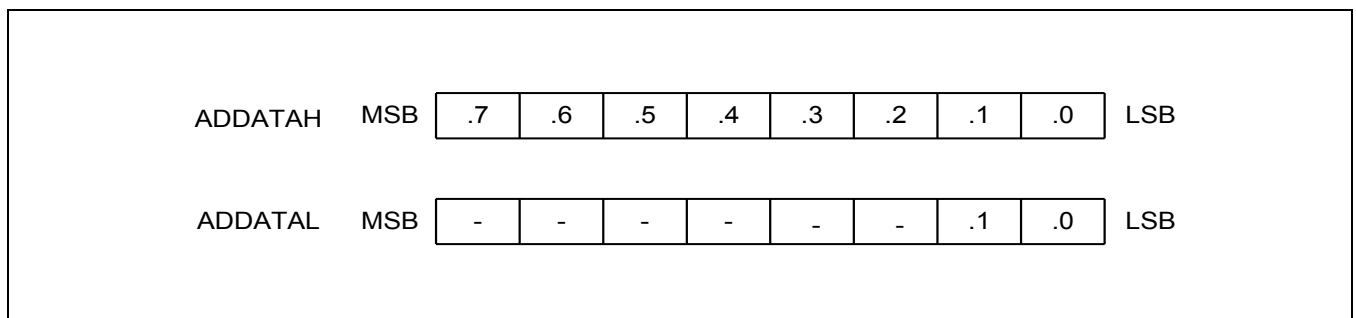 ADDATAH MSB .7 .6 .5 .4 .3 .2 .1 .0 LSB
ADDATAL MSB - - - - - - .1 .0 LSB